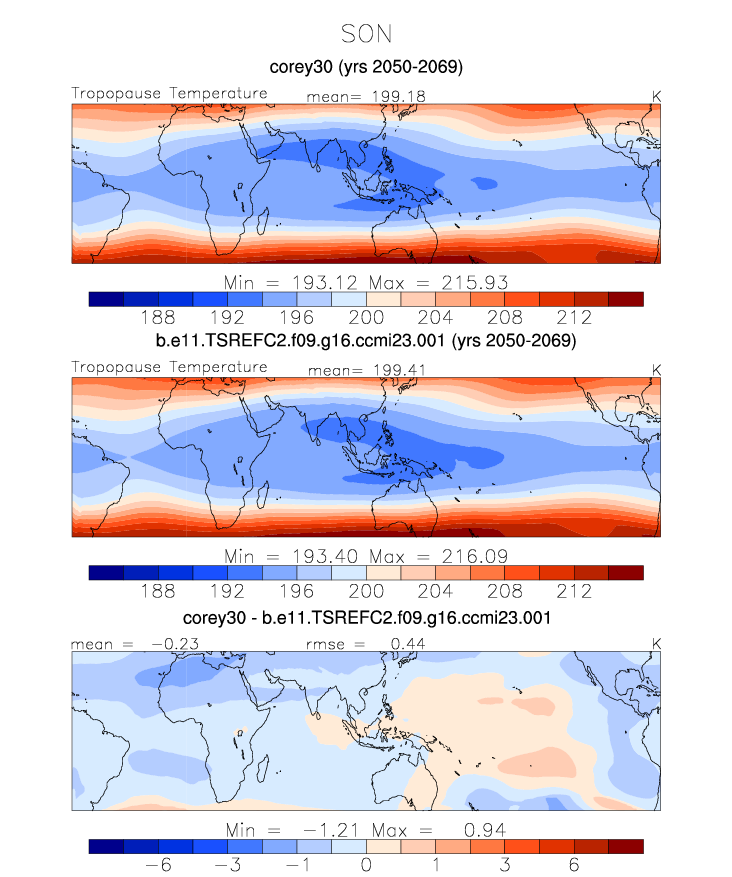 SON
corey30 (yrs 2050-2069)
Tropopause Temperature mean= 199.18 K
Min = 193.12 Max = 215.93
188 192 196 200 204 208 212
b.e11.TSREFC2.f09.g16.ccmi23.001 (yrs 2050-2069)
Tropopause Temperature mean= 199.41 K
Min = 193.40 Max = 216.09
188 192 196 200 204 208 212
corey30 - b.e11.TSREFC2.f09.g16.ccmi23.001
mean = -0.23 rmse = 0.44 K
Min = -1.21 Max = 0.94
-6 -3 -1 0 1 3 6